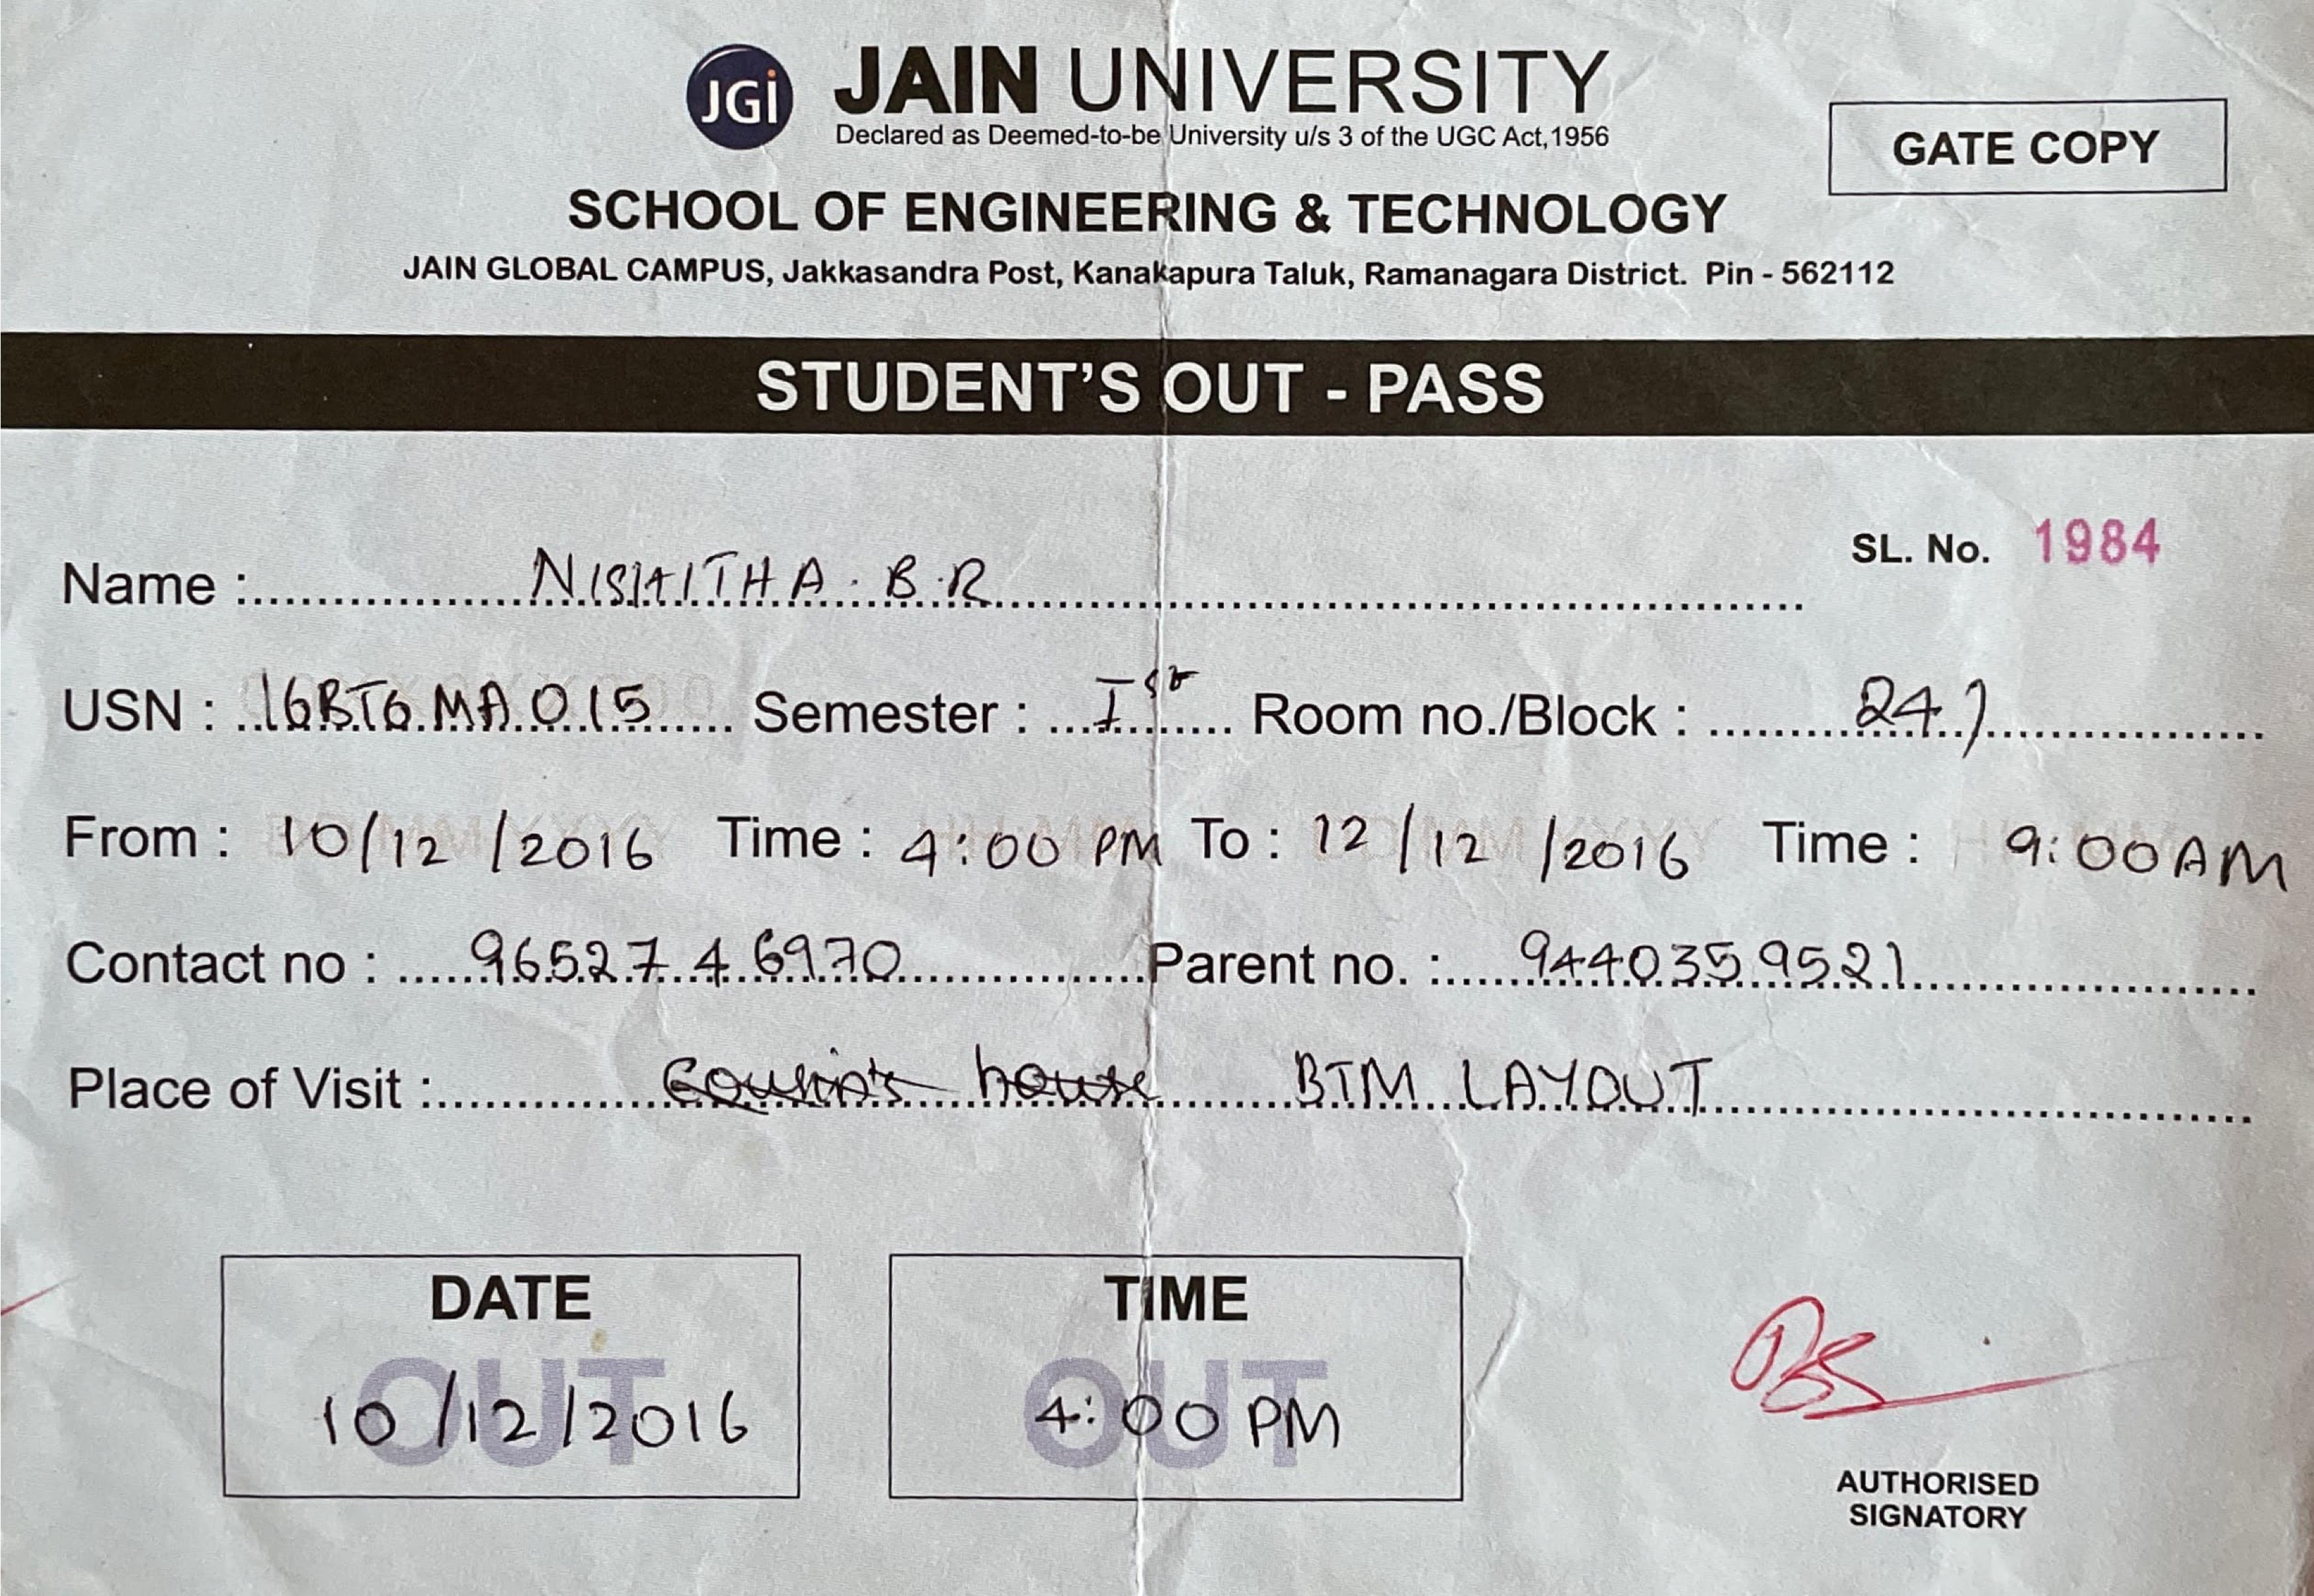 JGi JAIN UNIVERSITY
Declared as Deemed-to-be University u/s 3 of the UGC Act,1956
GATE COPY
SCHOOL OF ENGINEERING & TECHNOLOGY
JAIN GLOBAL CAMPUS, Jakkasandra Post, Kanakapura Taluk, Ramanagara District. Pin - 562112
STUDENT'S OUT - PASS
SL. No. 1984
Name : NISHITHA. B.R
USN : 16BTGMA015 Semester : Ist Room no./Block :
From : 10/12/2016 Time : 4:00 PM To : 12/12/2016 Time : 9:00AM
Contact no : 9652746970 Parent no. : 9440359521
Place of Visit : Cousin's house BTM LAYOUT
DATE TIME
OUT OUT
10/12/2016 4:00 PM
AUTHORISED
SIGNATORY